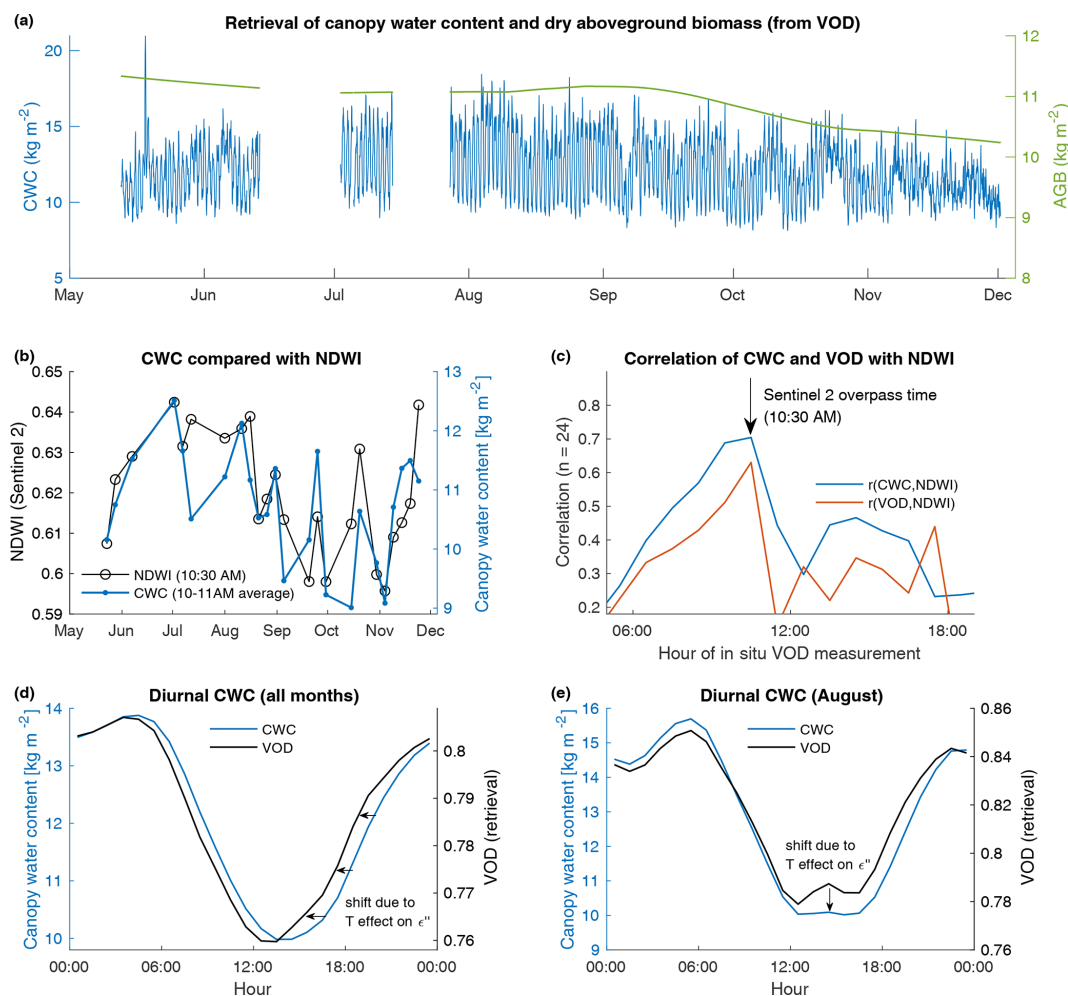 (a)
Retrieval of canopy water content and dry aboveground biomass (from VOD)
20
15
10
5
CWC (kg m⁻²)
12
11
10
9
8
AGB (kg m⁻²)
May Jun Jul Aug Sep Oct Nov Dec
(b)
CWC compared with NDWI
0.65
0.64
0.63
0.62
0.61
0.6
0.59
NDWI (Sentinel 2)
13
12
11
10
9
Canopy water content [kg m⁻²]
NDWI (10:30 AM)
CWC (10-11AM average)
May Jun Jul Aug Sep Oct Nov Dec
(c)
Correlation of CWC and VOD with NDWI
0.8
0.7
0.6
0.5
0.4
0.3
0.2
Correlation (n = 24)
Sentinel 2 overpass time
(10:30 AM)
r(CWC,NDWI)
r(VOD,NDWI)
06:00 12:00 18:00
Hour of in situ VOD measurement
(d)
Diurnal CWC (all months)
14
13
12
11
10
Canopy water content [kg m⁻²]
CWC
VOD
0.8
0.79
0.78
0.77
0.76
VOD (retrieval)
shift due to
T effect on ϵ"
00:00 06:00 12:00 18:00 00:00
Hour
(e)
Diurnal CWC (August)
16
15
14
13
12
11
10
9
Canopy water content [kg m⁻²]
CWC
VOD
0.86
0.84
0.82
0.8
0.78
0.76
VOD (retrieval)
shift due to
T effect on ϵ"
00:00 06:00 12:00 18:00 00:00
Hour